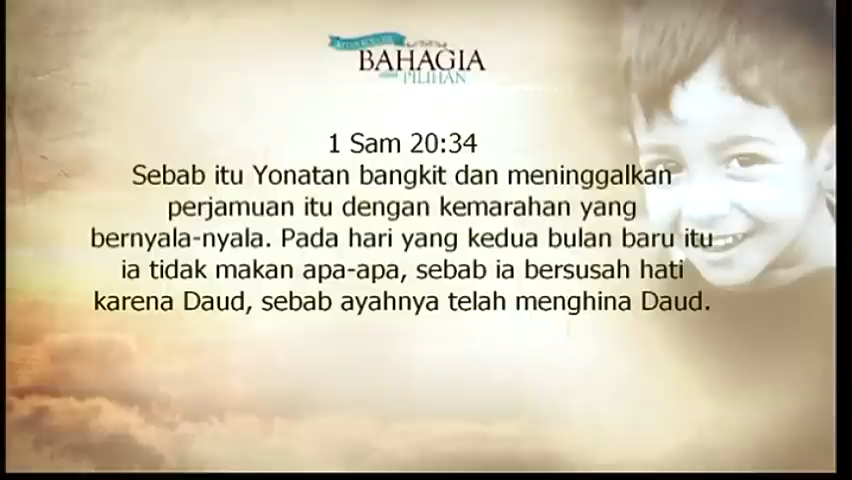 BAHAGIA
PILIHAN
1 Sam 20:34
Sebab itu Yonatan bangkit dan meninggalkan
perjamuan itu dengan kemarahan yang
bernyala-nyala. Pada hari yang kedua bulan baru itu
ia tidak makan apa-apa, sebab ia bersusah hati
karena Daud, sebab ayahnya telah menghina Daud.